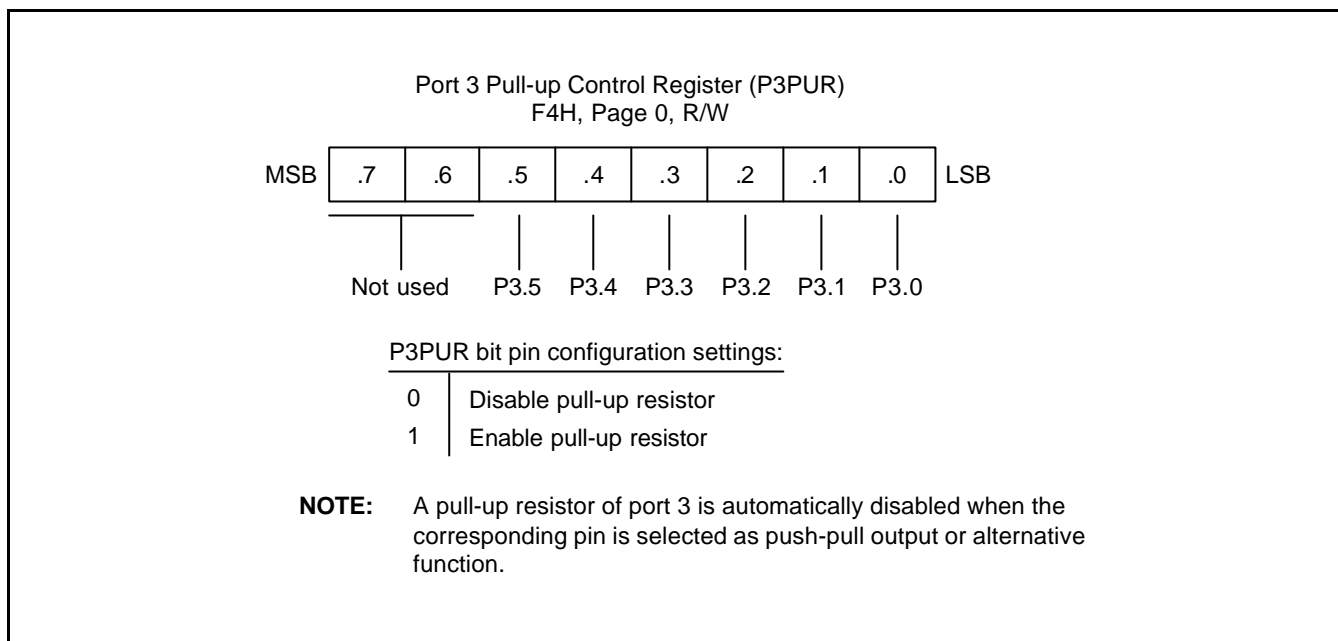 Port 3 Pull-up Control Register (P3PUR)
F4H, Page 0, R/W
MSB .7 .6 .5 .4 .3 .2 .1 .0 LSB
Not used P3.5 P3.4 P3.3 P3.2 P3.1 P3.0
P3PUR bit pin configuration settings:
0 Disable pull-up resistor
1 Enable pull-up resistor
NOTE: A pull-up resistor of port 3 is automatically disabled when the
corresponding pin is selected as push-pull output or alternative
function.